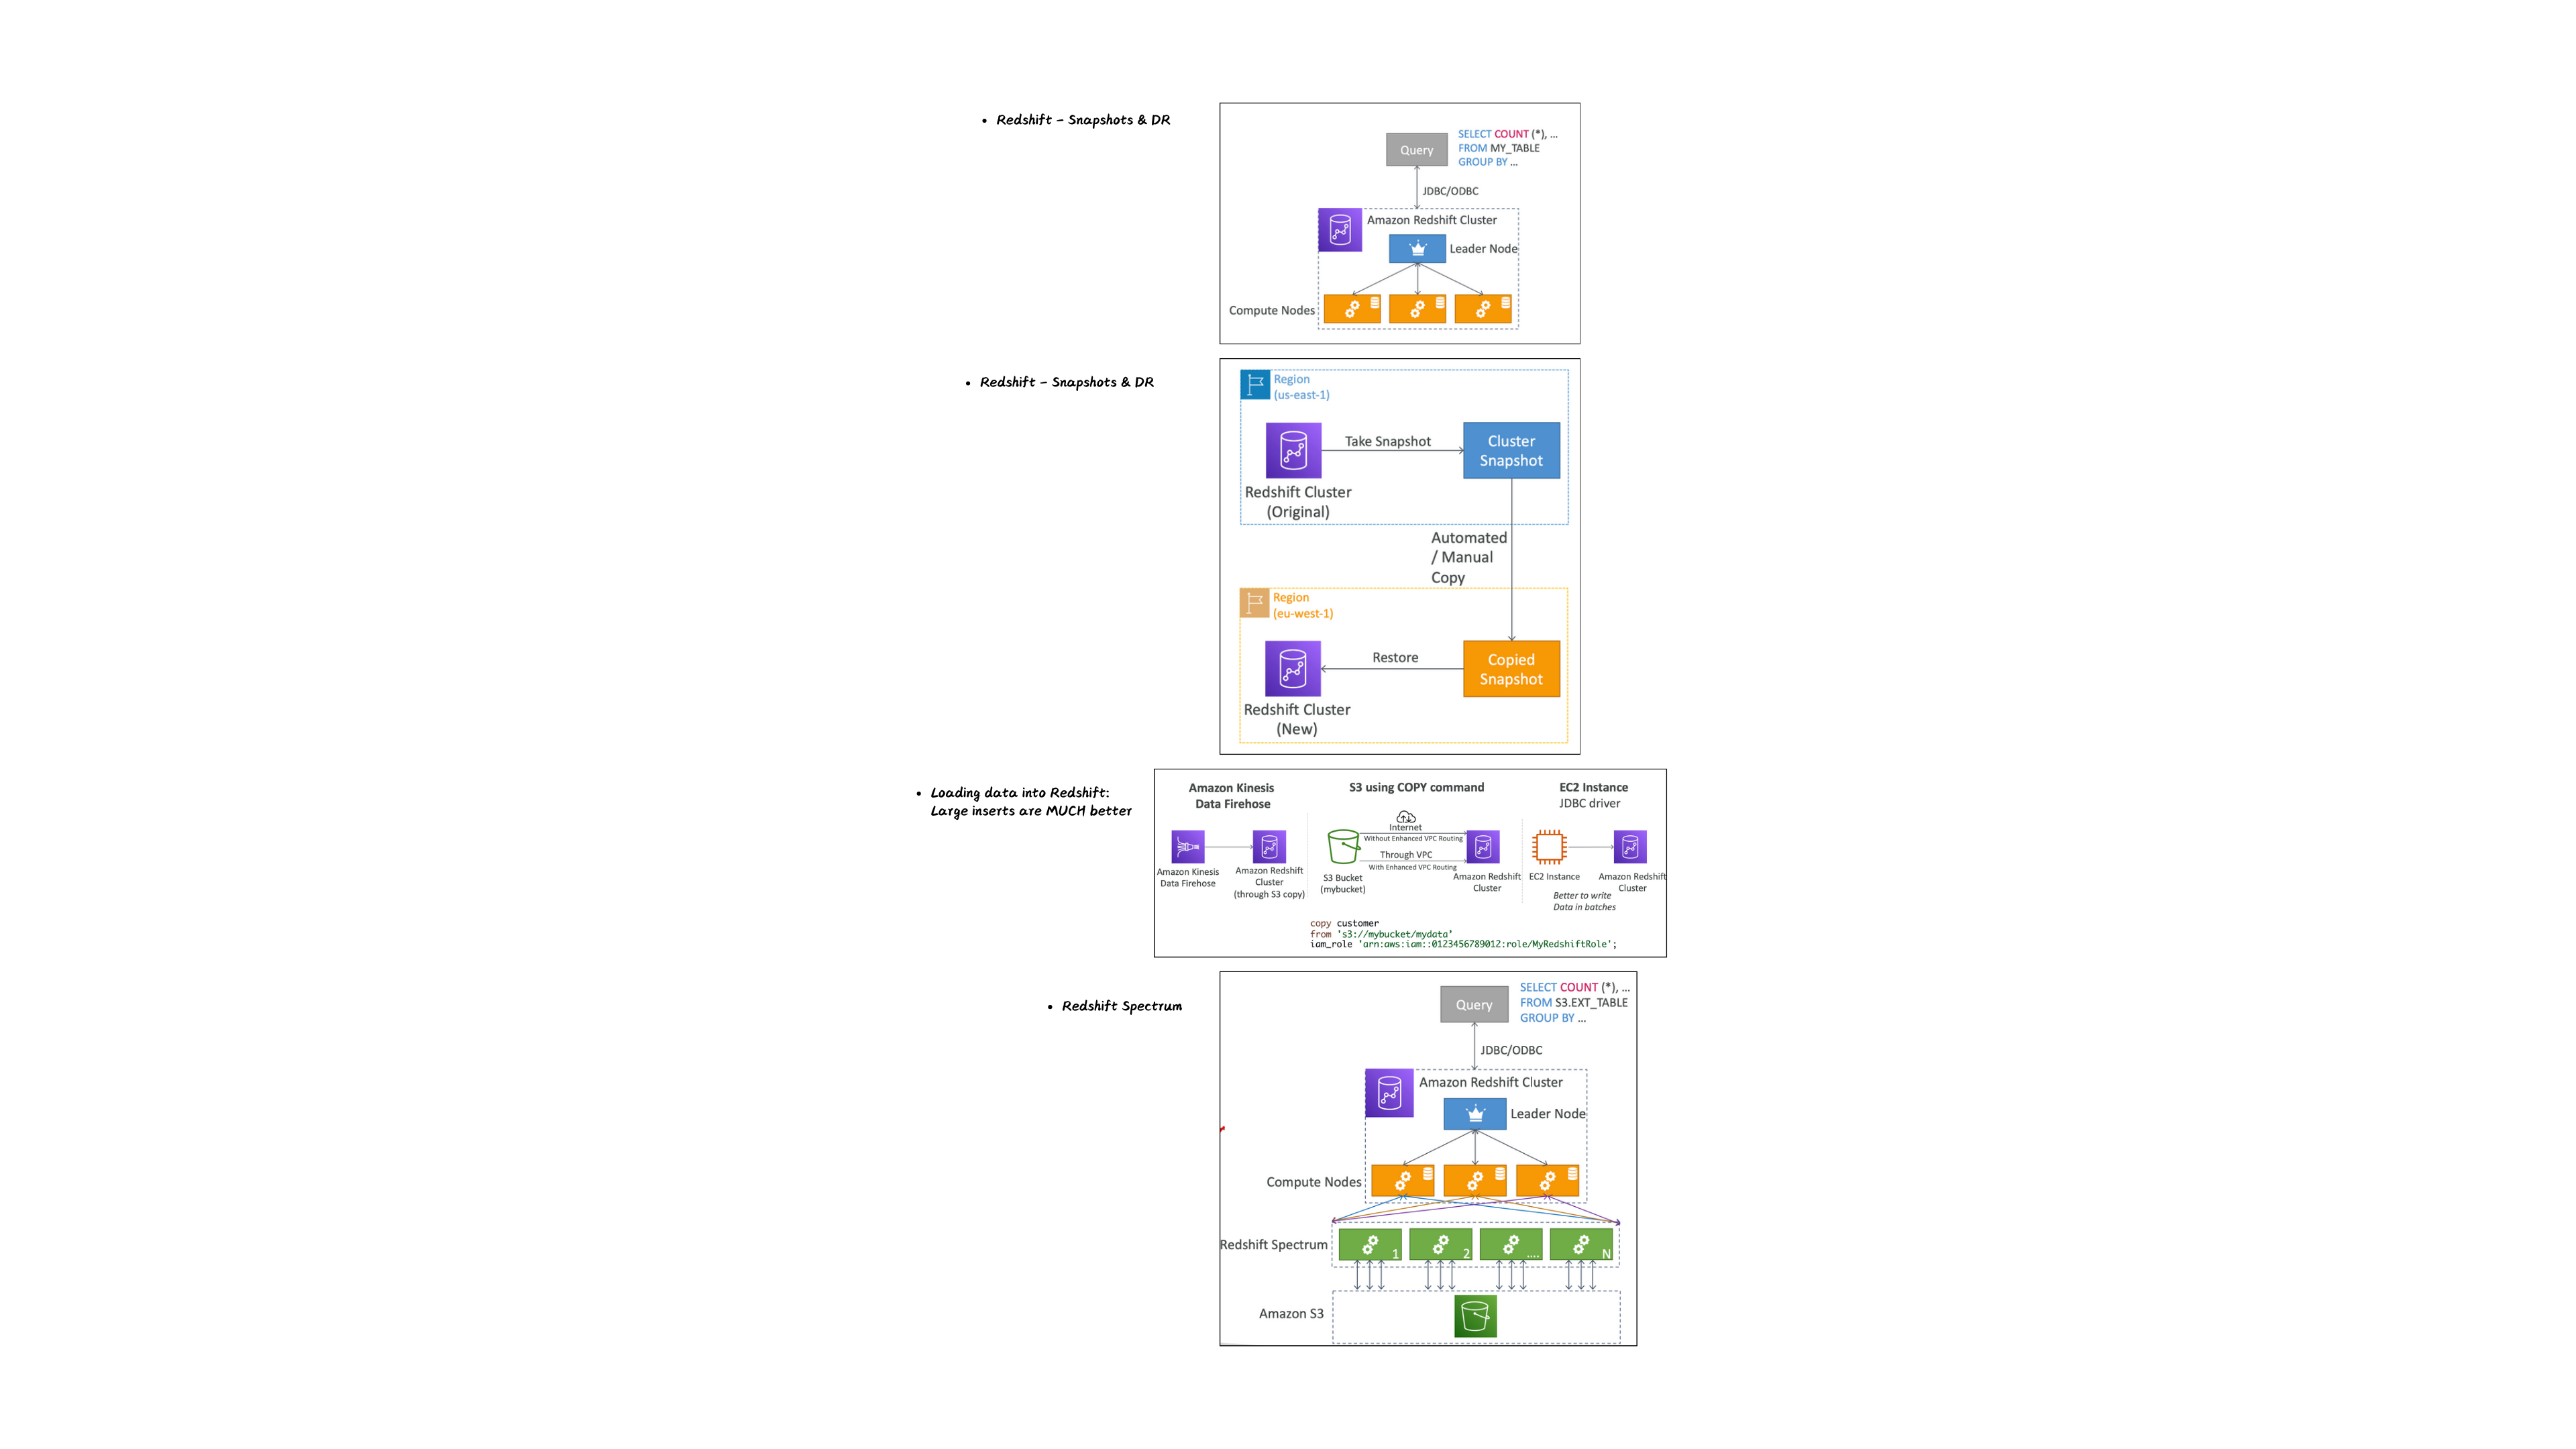 • Redshift – Snapshots & DR
Query
SELECT COUNT (*), ...
FROM MY_TABLE
GROUP BY ...
JDBC/ODBC
Amazon Redshift Cluster
Leader Node
Compute Nodes
• Redshift – Snapshots & DR
Region
(us-east-1)
Take Snapshot
Cluster
Snapshot
Redshift Cluster
(Original)
Automated
/ Manual
Copy
Region
(eu-west-1)
Restore
Copied
Snapshot
Redshift Cluster
(New)
• Loading data into Redshift:
Large inserts are MUCH better
Amazon Kinesis
Data Firehose
Amazon Kinesis
Data Firehose
Amazon Redshift
Cluster
(through S3 copy)
S3 using COPY command
Internet
Without Enhanced VPC Routing
Through VPC
With Enhanced VPC Routing
S3 Bucket
(mybucket)
Amazon Redshift
Cluster
EC2 Instance
JDBC driver
EC2 Instance
Amazon Redshift
Cluster
Better to write
Data in batches
copy customer
from 's3://mybucket/mydata'
iam_role 'arn:aws:iam::0123456789012:role/MyRedshiftRole';
• Redshift Spectrum
Query
SELECT COUNT (*), ...
FROM S3.EXT_TABLE
GROUP BY ...
JDBC/ODBC
Amazon Redshift Cluster
Leader Node
Compute Nodes
Redshift Spectrum
1
2
....
N
Amazon S3